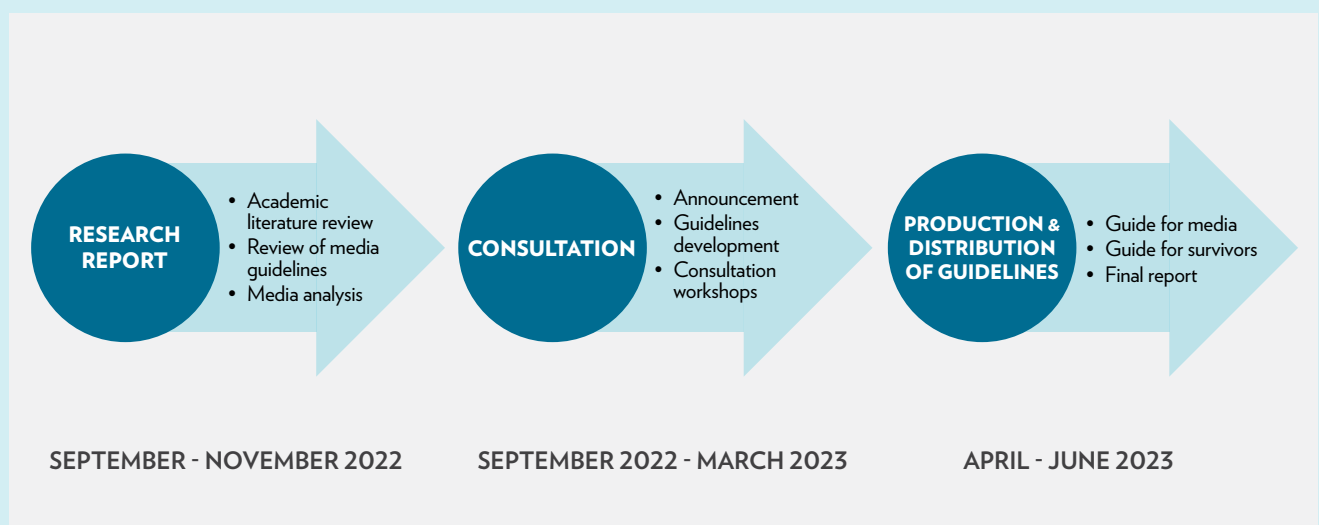 RESEARCH
REPORT
• Academic
literature review
• Review of media
guidelines
• Media analysis
SEPTEMBER - NOVEMBER 2022
CONSULTATION
• Announcement
• Guidelines
development
• Consultation
workshops
SEPTEMBER 2022 - MARCH 2023
PRODUCTION &
DISTRIBUTION
OF GUIDELINES
• Guide for media
• Guide for survivors
• Final report
APRIL - JUNE 2023